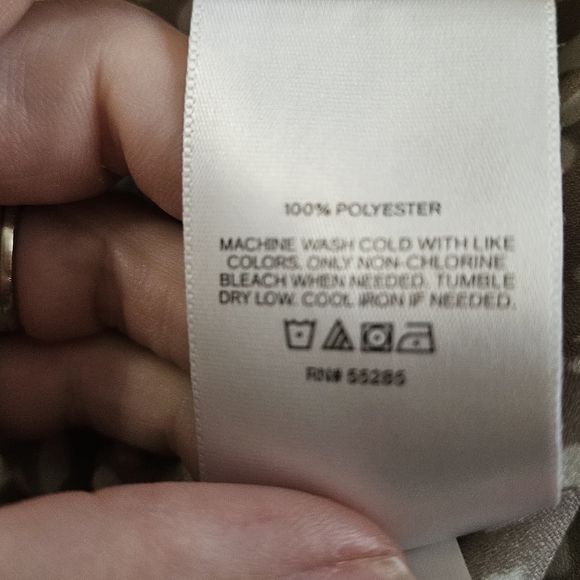 100% POLYESTER
MACHINE WASH COLD WITH LIKE
COLORS. ONLY NON-CHLORINE
BLEACH WHEN NEEDED. TUMBLE
DRY LOW. COOL IRON IF NEEDED.
RN# 55285